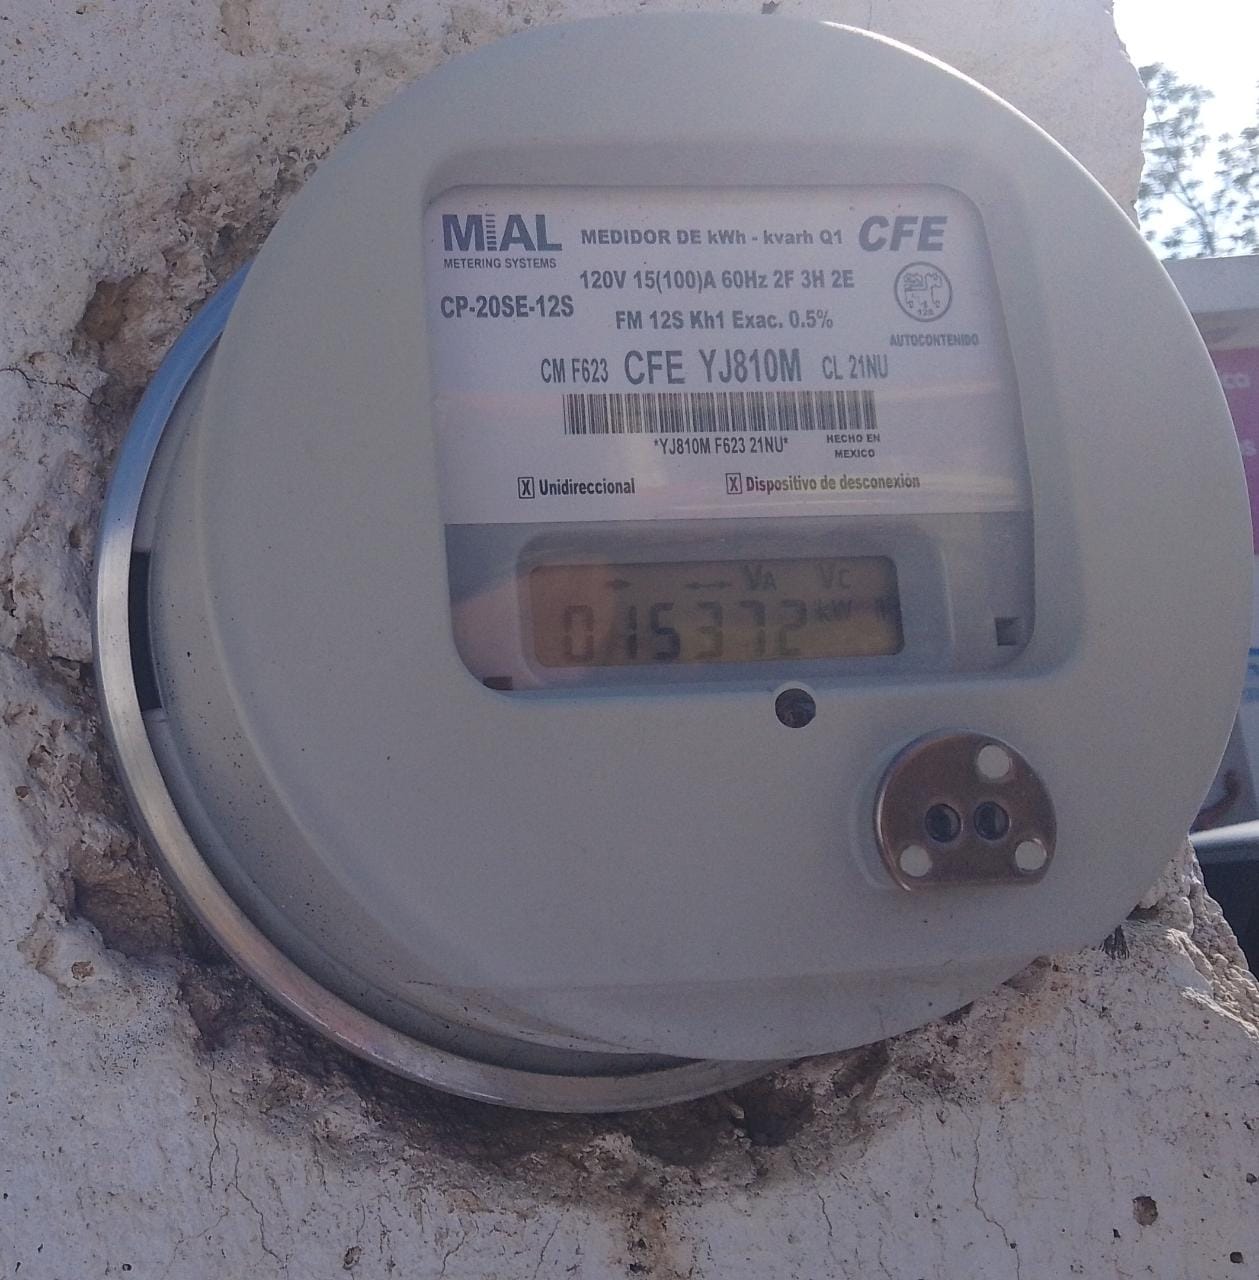 MIAL
METERING SYSTEMS
MEDIDOR DE kWh - kvarh Q1
CFE
120V 15(100)A 60Hz 2F 3H 2E
CP-20SE-12S
FM 12S Kh1 Exac. 0.5%
AUTOCONTENIDO
CM F623 CFE YJ810M CL 21NU
*YJ810M F623 21NU*
HECHO EN
MEXICO
X Unidireccional
X Dispositivo de desconexión
VA VC
015372 kW h